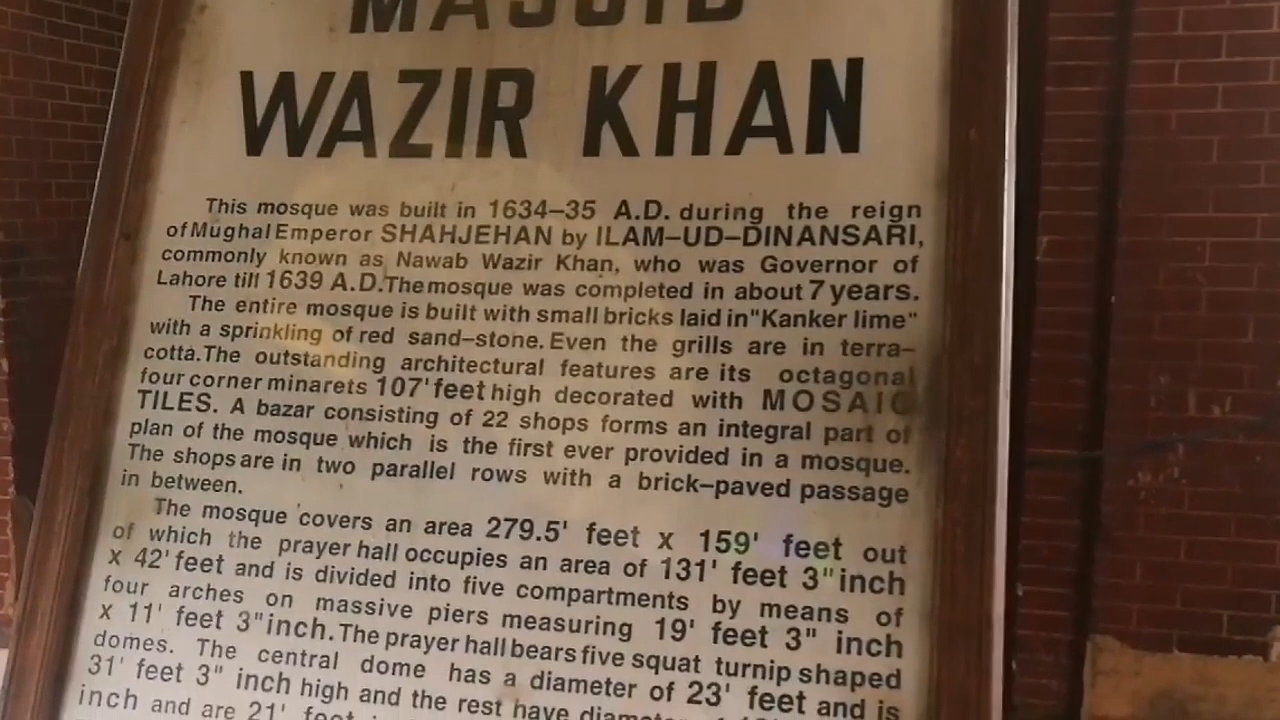 MASJID
WAZIR KHAN
This mosque was built in 1634–35 A.D. during the reign
of Mughal Emperor SHAHJEHAN by ILAM–UD–DINANSARI,
commonly known as Nawab Wazir Khan, who was Governor of
Lahore till 1639 A.D. The mosque was completed in about 7 years.
The entire mosque is built with small bricks laid in "Kanker lime"
with a sprinkling of red sand–stone. Even the grills are in terra–
cotta. The outstanding architectural features are its octagonal
four corner minarets 107' feet high decorated with MOSAIC
TILES. A bazar consisting of 22 shops forms an integral part of
plan of the mosque which is the first ever provided in a mosque.
The shops are in two parallel rows with a brick–paved passage
in between.
The mosque covers an area 279.5' feet x 159' feet out
of which the prayer hall occupies an area of 131' feet 3" inch
x 42' feet and is divided into five compartments by means of
four arches on massive piers measuring 19' feet 3" inch
x 11' feet 3" inch. The prayer hall bears five squat turnip shaped
domes. The central dome has a diameter of 23' feet and is
31' feet 3" inch high and the rest have
inch and are 21' feet